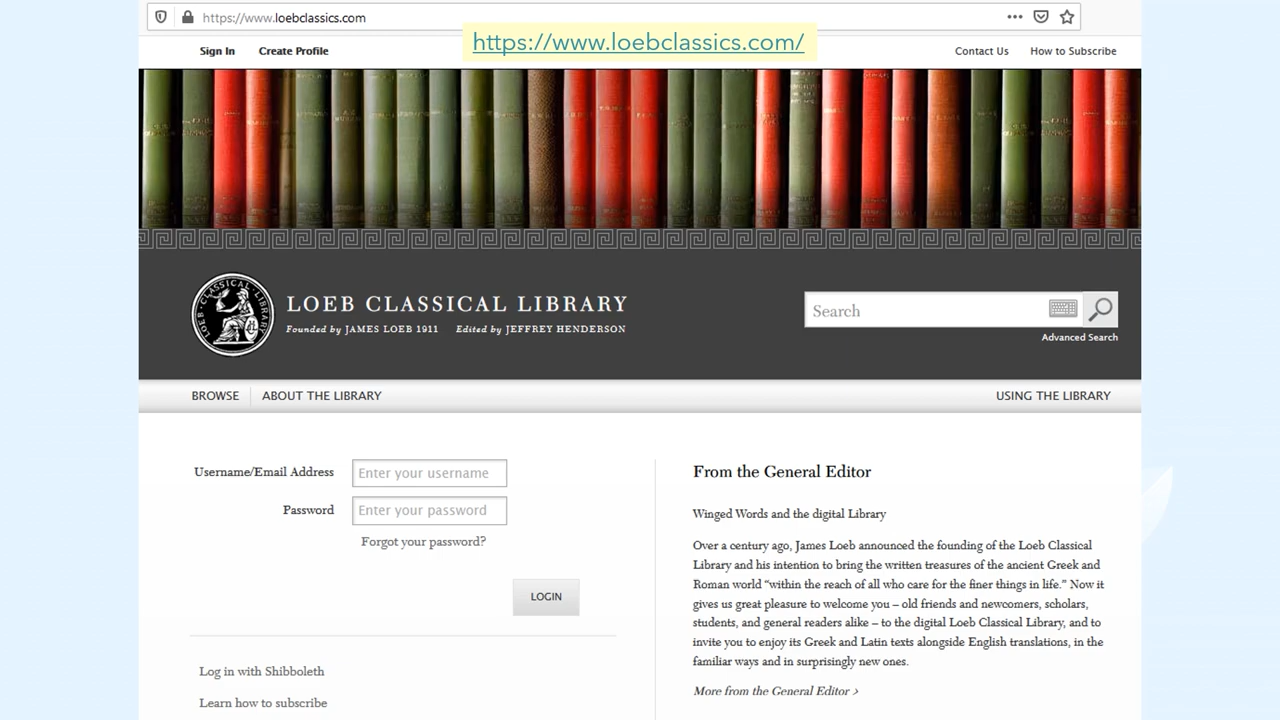 https://www.loebclassics.com
https://www.loebclassics.com/
Sign In Create Profile
Contact Us How to Subscribe
LOEB CLASSICAL LIBRARY
LOEB CLASSICAL LIBRARY
Founded by JAMES LOEB 1911 Edited by JEFFREY HENDERSON
Search
Advanced Search
BROWSE ABOUT THE LIBRARY
USING THE LIBRARY
Username/Email Address Enter your username
Password Enter your password
Forgot your password?
LOGIN
Log in with Shibboleth
Learn how to subscribe
From the General Editor
Winged Words and the digital Library
Over a century ago, James Loeb announced the founding of the Loeb Classical
Library and his intention to bring the written treasures of the ancient Greek and
Roman world “within the reach of all who care for the finer things in life.” Now it
gives us great pleasure to welcome you – old friends and newcomers, scholars,
students, and general readers alike – to the digital Loeb Classical Library, and to
invite you to enjoy its Greek and Latin texts alongside English translations, in the
familiar ways and in surprisingly new ones.
More from the General Editor >